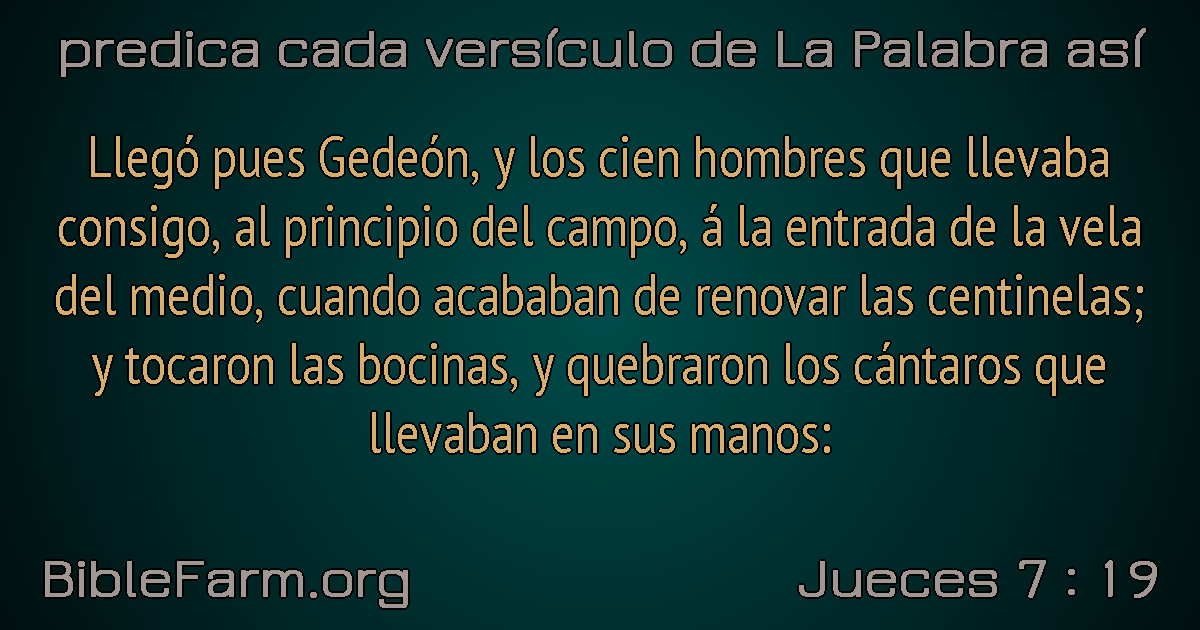 predica cada versículo de La Palabra así
Llegó pues Gedeón, y los cien hombres que llevaba
consigo, al principio del campo, á la entrada de la vela
del medio, cuando acababan de renovar las centinelas;
y tocaron las bocinas, y quebraron los cántaros que
llevaban en sus manos:
BibleFarm.org
Jueces 7 : 19